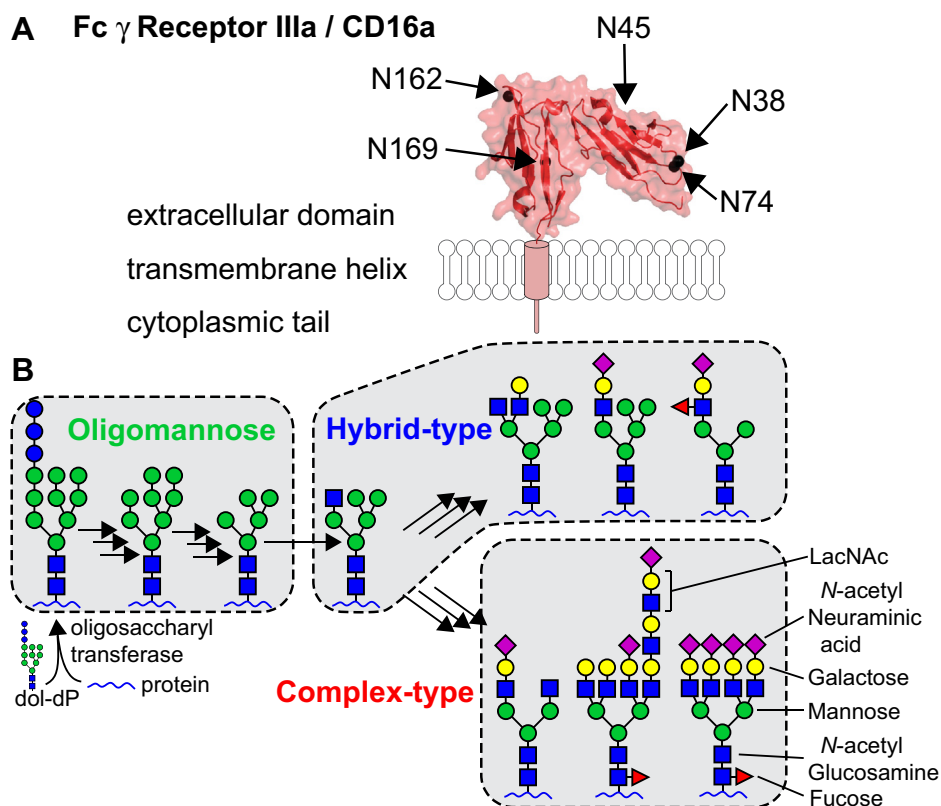 A Fc γ Receptor IIIa / CD16a
N45
N162
N38
N169
N74
extracellular domain
transmembrane helix
cytoplasmic tail
B
Oligomannose
Hybrid-type
LacNAc
N-acetyl
Neuraminic
acid
oligosaccharyl
transferase
Galactose
protein
dol-dP
Complex-type
Mannose
N-acetyl
Glucosamine
Fucose